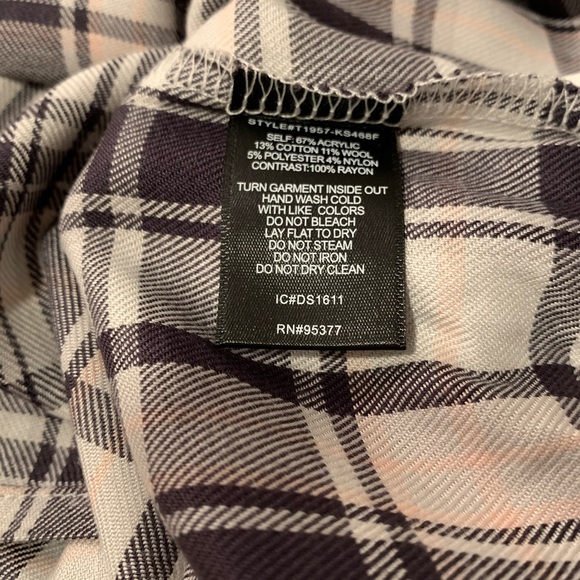 STYLE#T1957-KS468F
SELF: 67% ACRYLIC
13% COTTON 11% WOOL
5% POLYESTER 4% NYLON
CONTRAST:100% RAYON
TURN GARMENT INSIDE OUT
HAND WASH COLD
WITH LIKE COLORS
DO NOT BLEACH
LAY FLAT TO DRY
DO NOT STEAM
DO NOT IRON
DO NOT DRY CLEAN
IC#DS1611
RN#95377